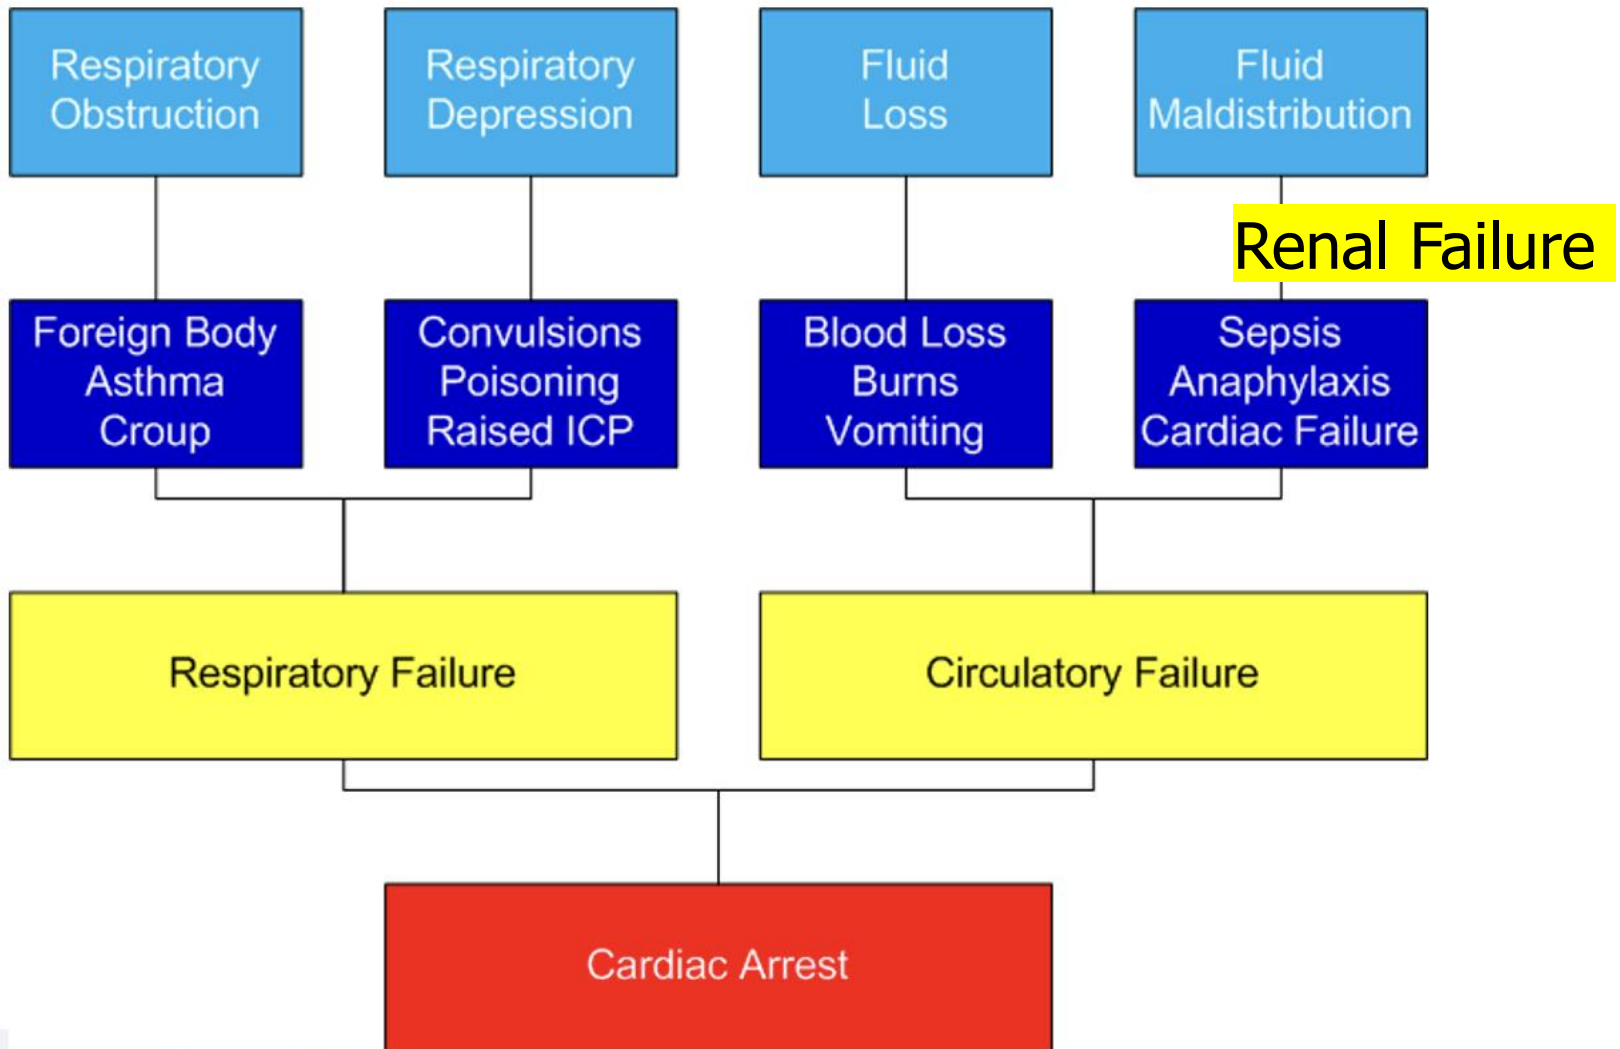 Respiratory
Obstruction
Respiratory
Depression
Fluid
Loss
Fluid
Maldistribution
Renal Failure
Foreign Body
Asthma
Croup
Convulsions
Poisoning
Raised ICP
Blood Loss
Burns
Vomiting
Sepsis
Anaphylaxis
Cardiac Failure
Respiratory Failure
Circulatory Failure
Cardiac Arrest